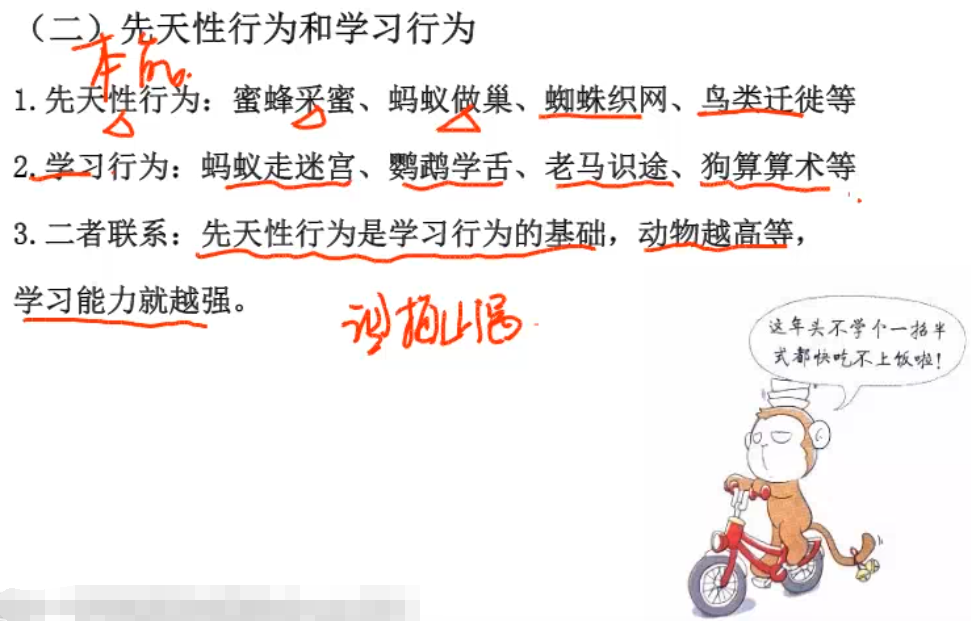 （二）先天性行为和学习行为
本能
1.先天性行为：蜜蜂采蜜、蚂蚁做巢、蜘蛛织网、鸟类迁徙等
2.学习行为：蚂蚁走迷宫、鹦鹉学舌、老马识途、狗算算术等
3.二者联系：先天性行为是学习行为的基础，动物越高等，
学习能力就越强。
这年头不学个一招半
式都快吃不上饭啦！